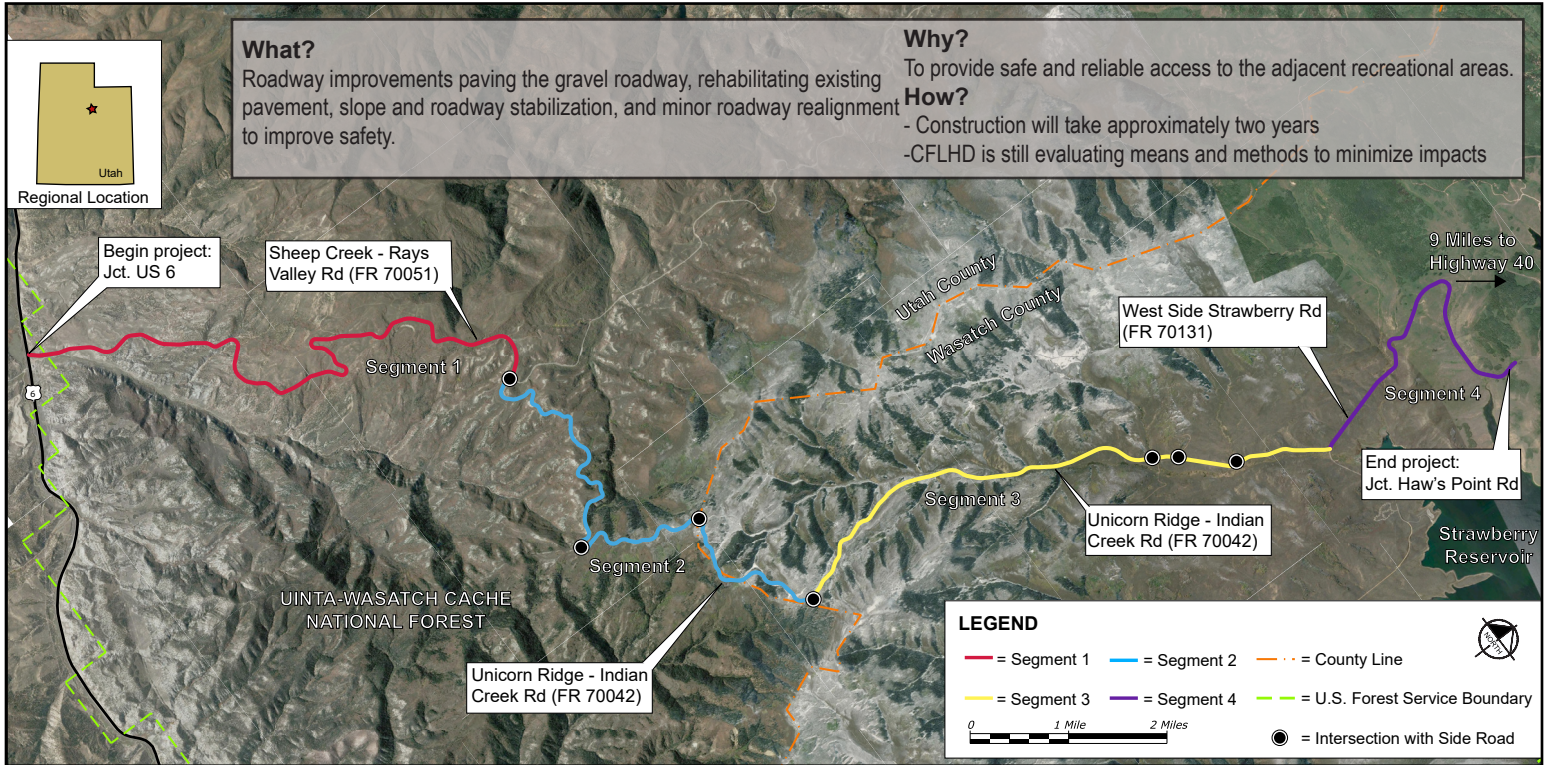 What?
Roadway improvements paving the gravel roadway, rehabilitating existing
pavement, slope and roadway stabilization, and minor roadway realignment
to improve safety.
Why?
To provide safe and reliable access to the adjacent recreational areas.
How?
- Construction will take approximately two years
-CFLHD is still evaluating means and methods to minimize impacts
Utah
Regional Location
Begin project:
Jct. US 6
Sheep Creek - Rays
Valley Rd (FR 70051)
Utah County
Wasatch County
9 Miles to
Highway 40
West Side Strawberry Rd
(FR 70131)
Segment 1
6
Segment 4
End project:
Jct. Haw's Point Rd
Segment 3
Unicorn Ridge - Indian
Creek Rd (FR 70042)
Strawberry
Reservoir
Segment 2
UINTA-WASATCH CACHE
NATIONAL FOREST
Unicorn Ridge - Indian
Creek Rd (FR 70042)
LEGEND
NORTH
= Segment 1
= Segment 2
= County Line
= Segment 3
= Segment 4
= U.S. Forest Service Boundary
0 1 Mile 2 Miles
= Intersection with Side Road